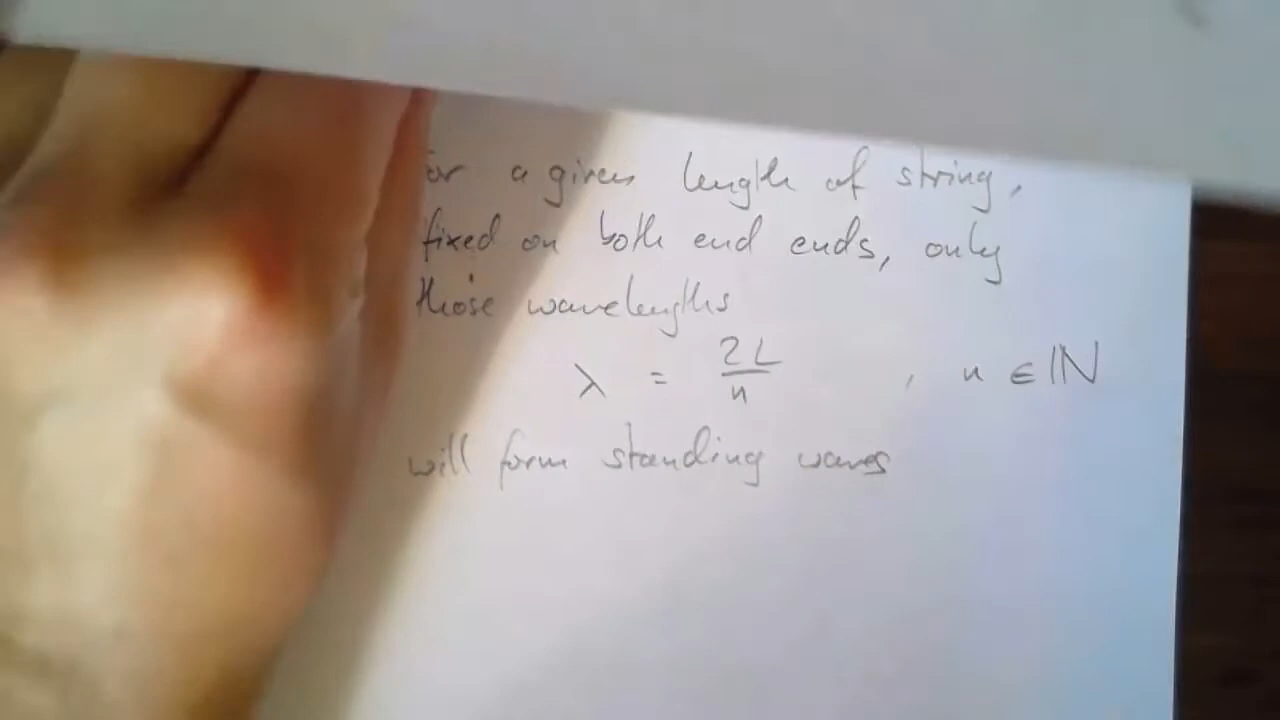 or a given length of string,
fixed on both end ends, only
those wavelengths
λ = 2L/n , n ∈ ℕ
will form standing waves